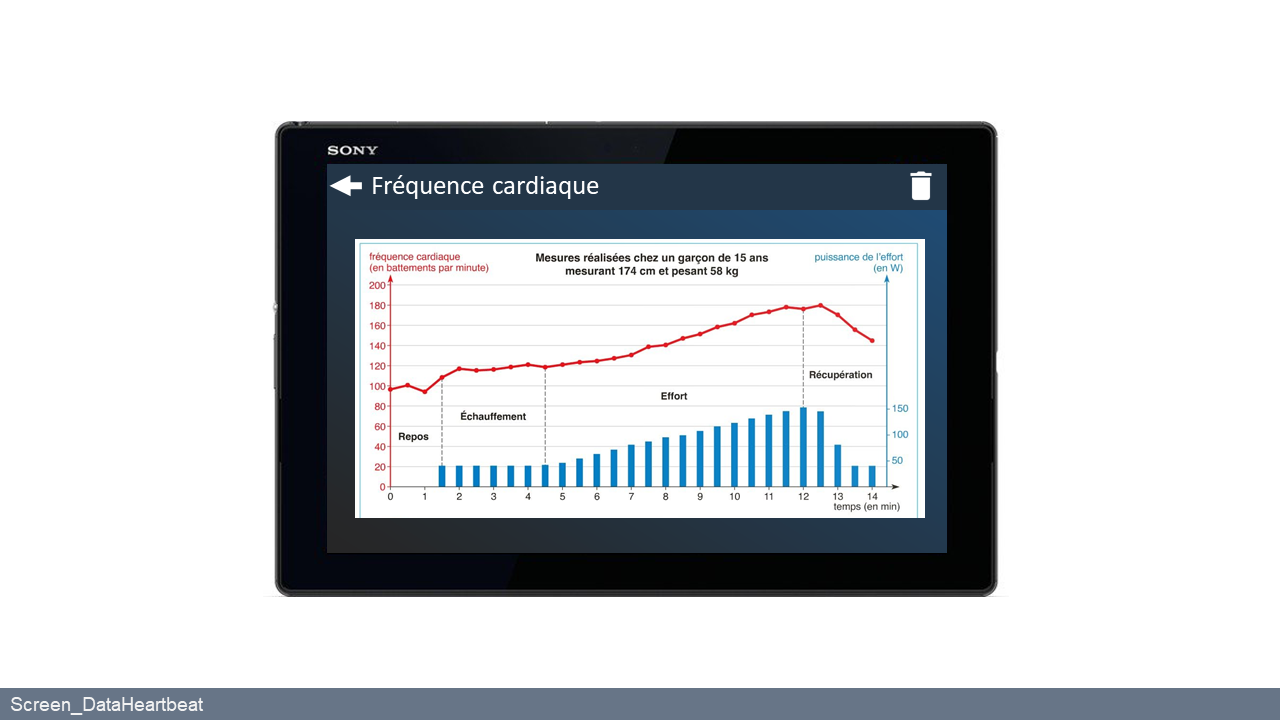 SONY
Fréquence cardiaque
fréquence cardiaque
(en battements par minute)
Mesures réalisées chez un garçon de 15 ans
mesurant 174 cm et pesant 58 kg
puissance de l'effort
(en W)
200
180
160
140
120
100
80
60
40
20
0
150
100
50
Récupération
Effort
Échauffement
Repos
0 1 2 3 4 5 6 7 8 9 10 11 12 13 14
temps (en min)
Screen_DataHeartbeat